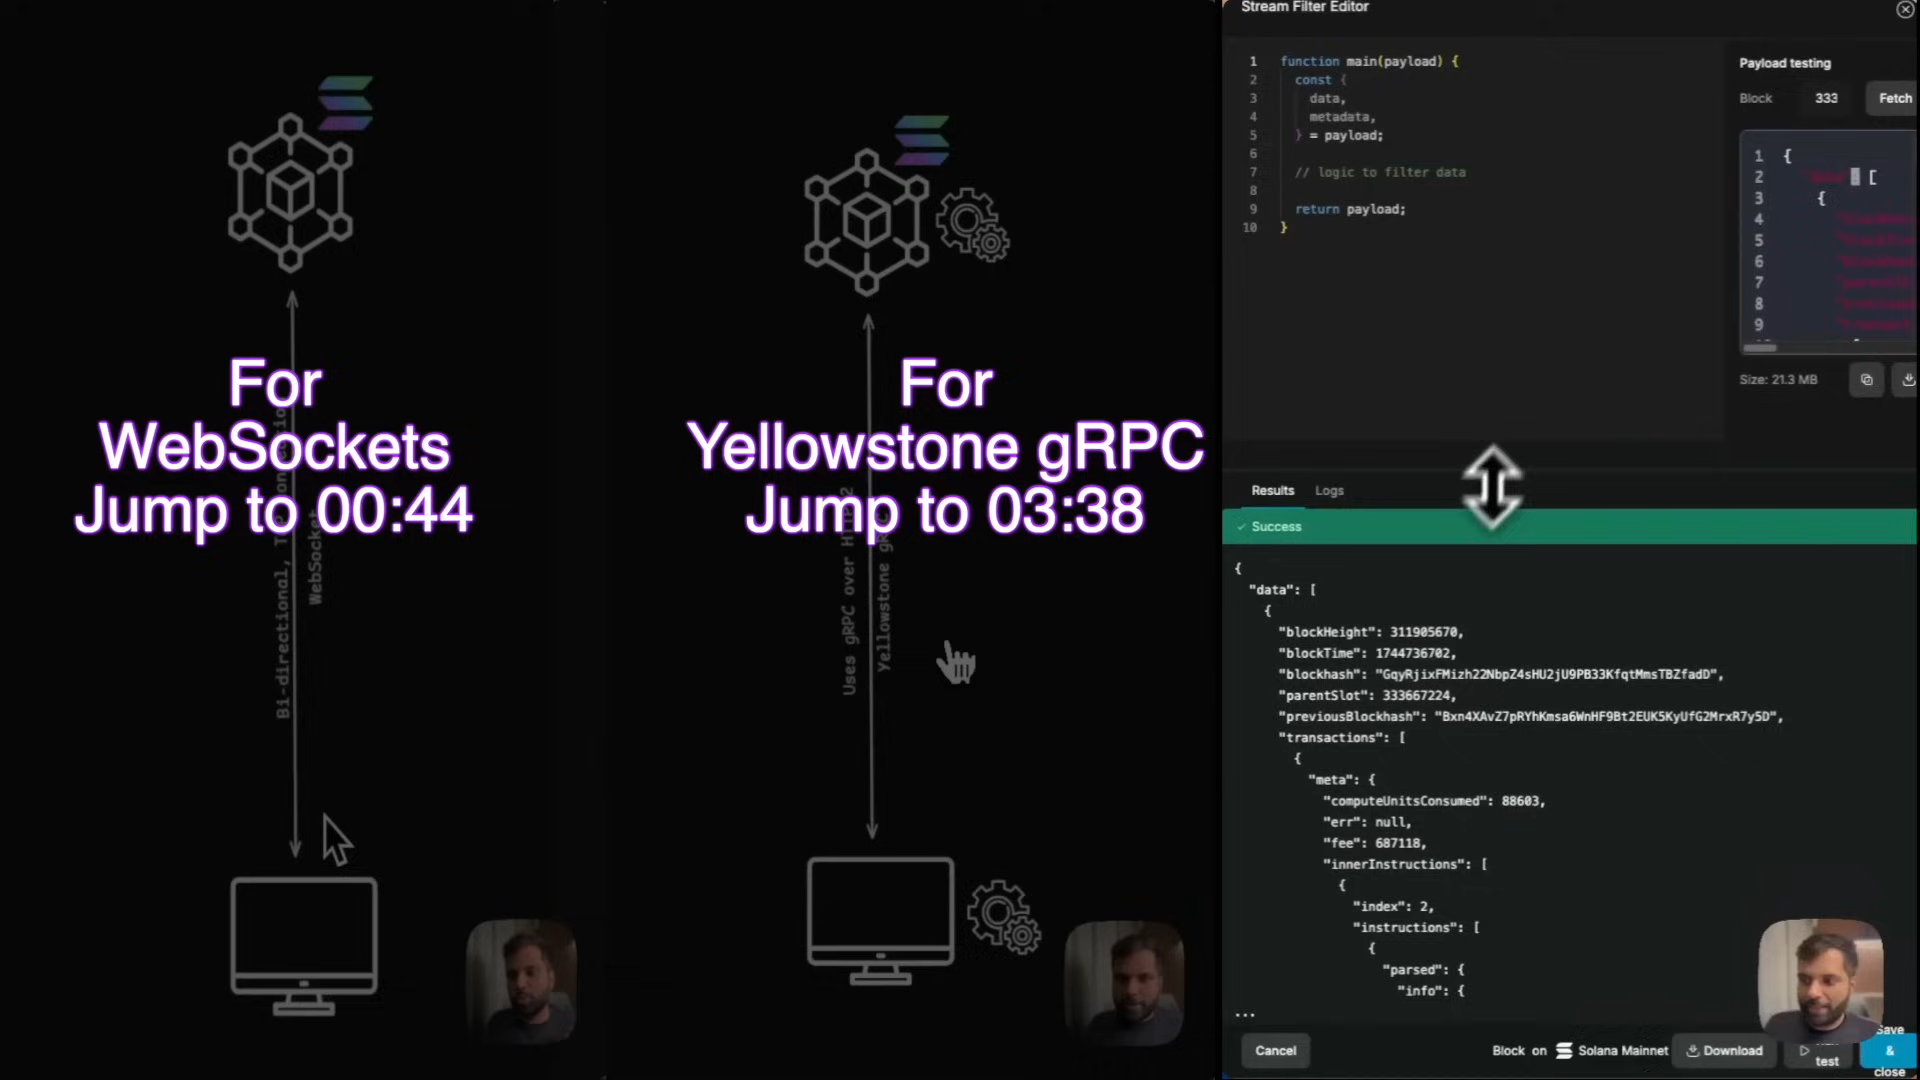 For
WebSockets
Jump to 00:44
Bi-directional,
WebSocket
For
Yellowstone gRPC
Jump to 03:38
Uses gRPC over
Yellowstone
Stream Filter Editor
1 function main(payload) {
2 const {
3 data,
4 metadata,
5 } = payload;
6
7 // logic to filter data
8
9 return payload;
10 }
Payload testing
Block 333 Fetch
1 {
2 [
3 {
4
5
6
7
8
9
Size: 21.3 MB
Results Logs
✓ Success
{
"data": [
{
"blockHeight": 311905670,
"blockTime": 1744736702,
"blockhash": "GqyRjixFMizh22NbpZ4sHU2jU9PB33KfqtMmsTBZfadD",
"parentSlot": 333667224,
"previousBlockhash": "Bxn4XAvZ7pRYhKmsa6WnHF9Bt2EUK5KyUfG2MrxR7y5D",
"transactions": [
{
"meta": {
"computeUnitsConsumed": 88603,
"err": null,
"fee": 687118,
"innerInstructions": [
{
"index": 2,
"instructions": [
{
"parsed": {
"info": {
...
Cancel Block on Solana Mainnet Download test Save & close